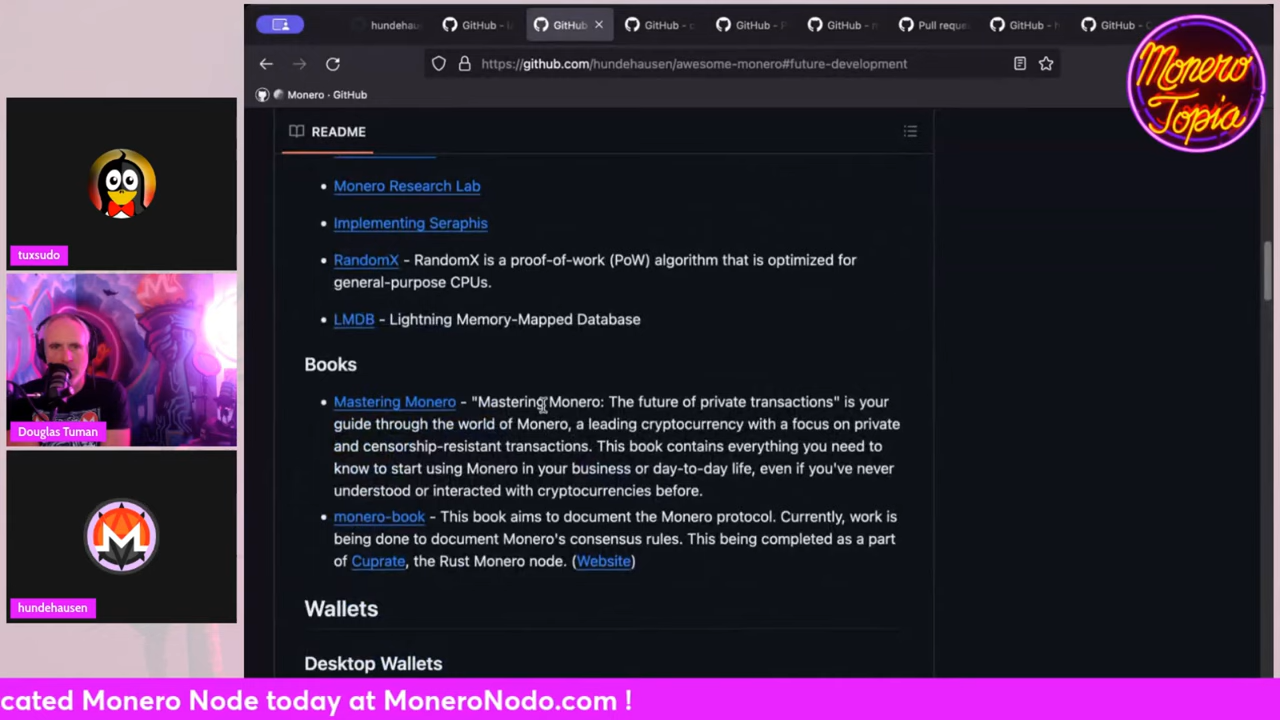 hundehau
GitHub - M
GitHub
GitHub - c
GitHub - P
GitHub - n
Pull reque
GitHub - h
GitHub - C
https://github.com/hundehausen/awesome-monero#future-development
Monero · GitHub
Monero
Topia
README
Monero Research Lab
Implementing Seraphis
RandomX - RandomX is a proof-of-work (PoW) algorithm that is optimized for
general-purpose CPUs.
LMDB - Lightning Memory-Mapped Database
Books
Mastering Monero - "Mastering Monero: The future of private transactions" is your
guide through the world of Monero, a leading cryptocurrency with a focus on private
and censorship-resistant transactions. This book contains everything you need to
know to start using Monero in your business or day-to-day life, even if you've never
understood or interacted with cryptocurrencies before.
monero-book - This book aims to document the Monero protocol. Currently, work is
being done to document Monero's consensus rules. This being completed as a part
of Cuprate, the Rust Monero node. (Website)
Wallets
Desktop Wallets
tuxsudo
Douglas Tuman
hundehausen
cated Monero Node today at MoneroNodo.com !